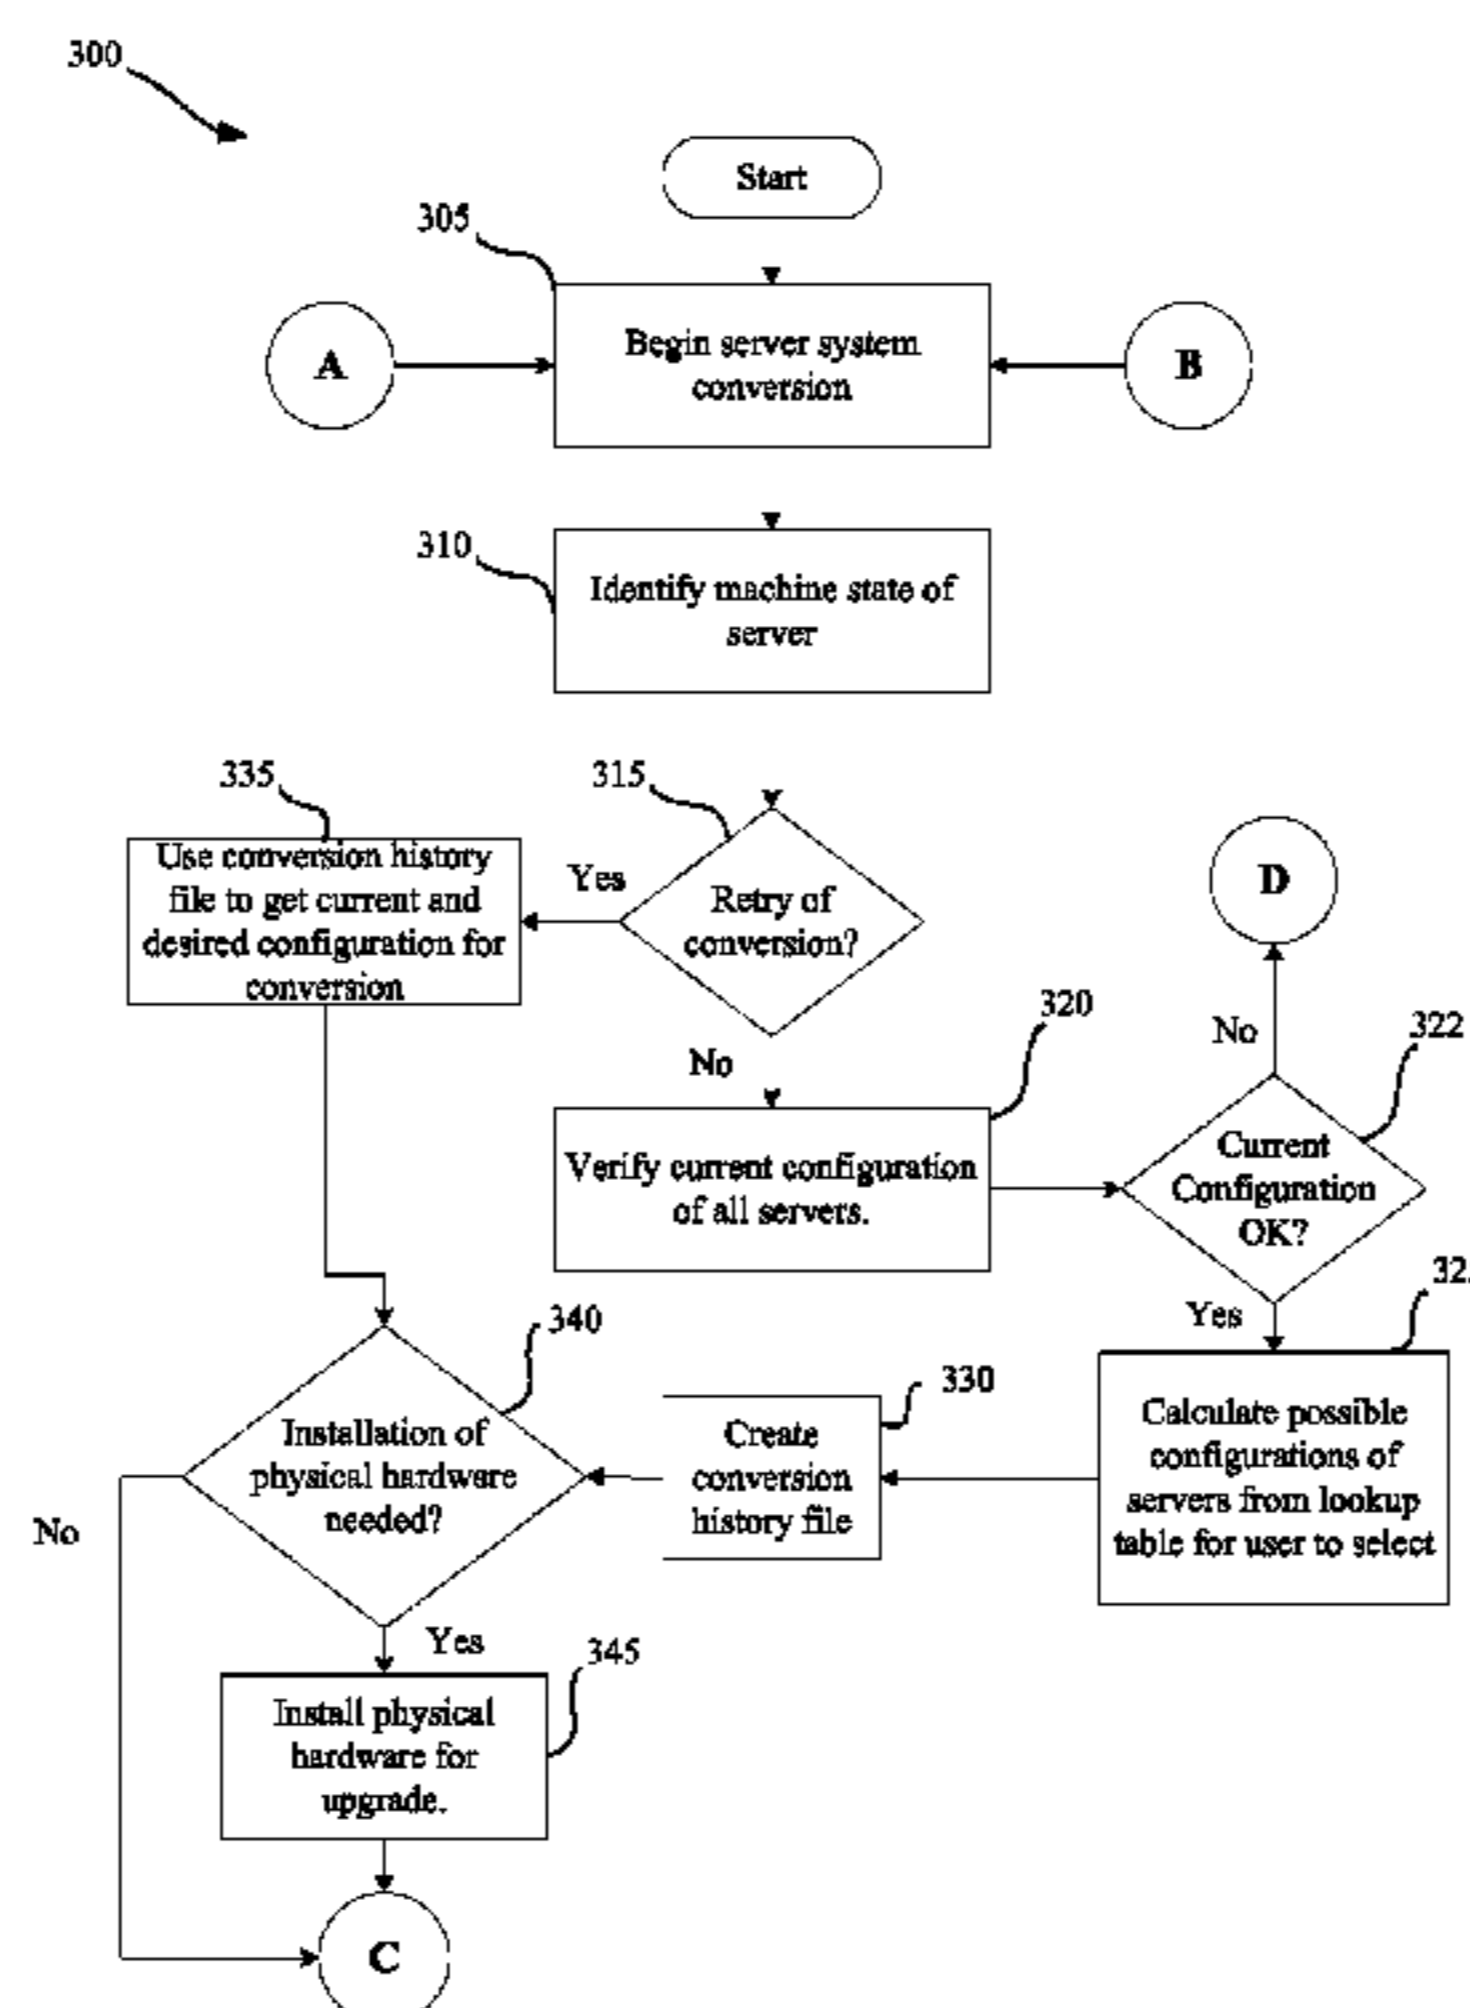 300
Start
305
A
Begin server system
conversion
B
310
Identify machine state of
server
335
315
Use conversion history
file to get current and
desired configuration for
conversion
Yes
Retry of
conversion?
D
No
320
No
322
Verify current configuration
of all servers.
Current
Configuration
OK?
Yes
340
330
Installation of
physical hardware
needed?
Create
conversion
history file
Calculate possible
configurations of
servers from lookup
table for user to select
No
Yes
345
Install physical
hardware for
upgrade.
C